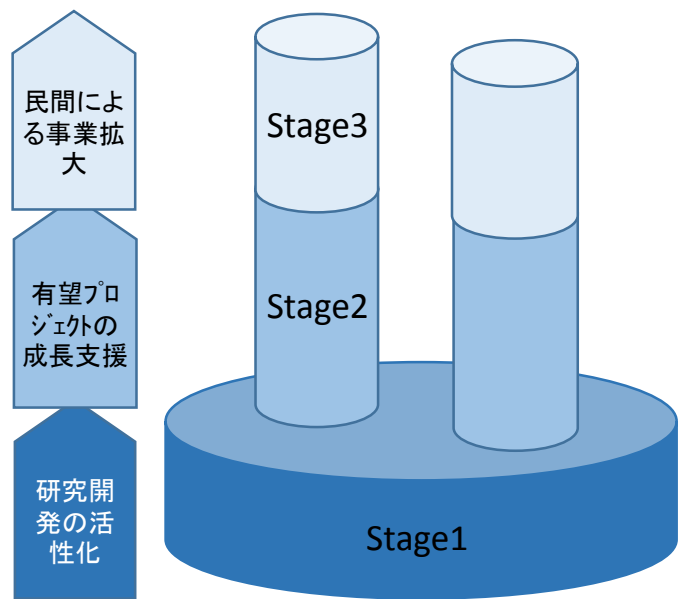 民間によ
る事業拡
大
Stage3
有望ﾌﾟﾛ
ｼﾞｪｸﾄの
成長支援
Stage2
研究開
発の活
性化
Stage1